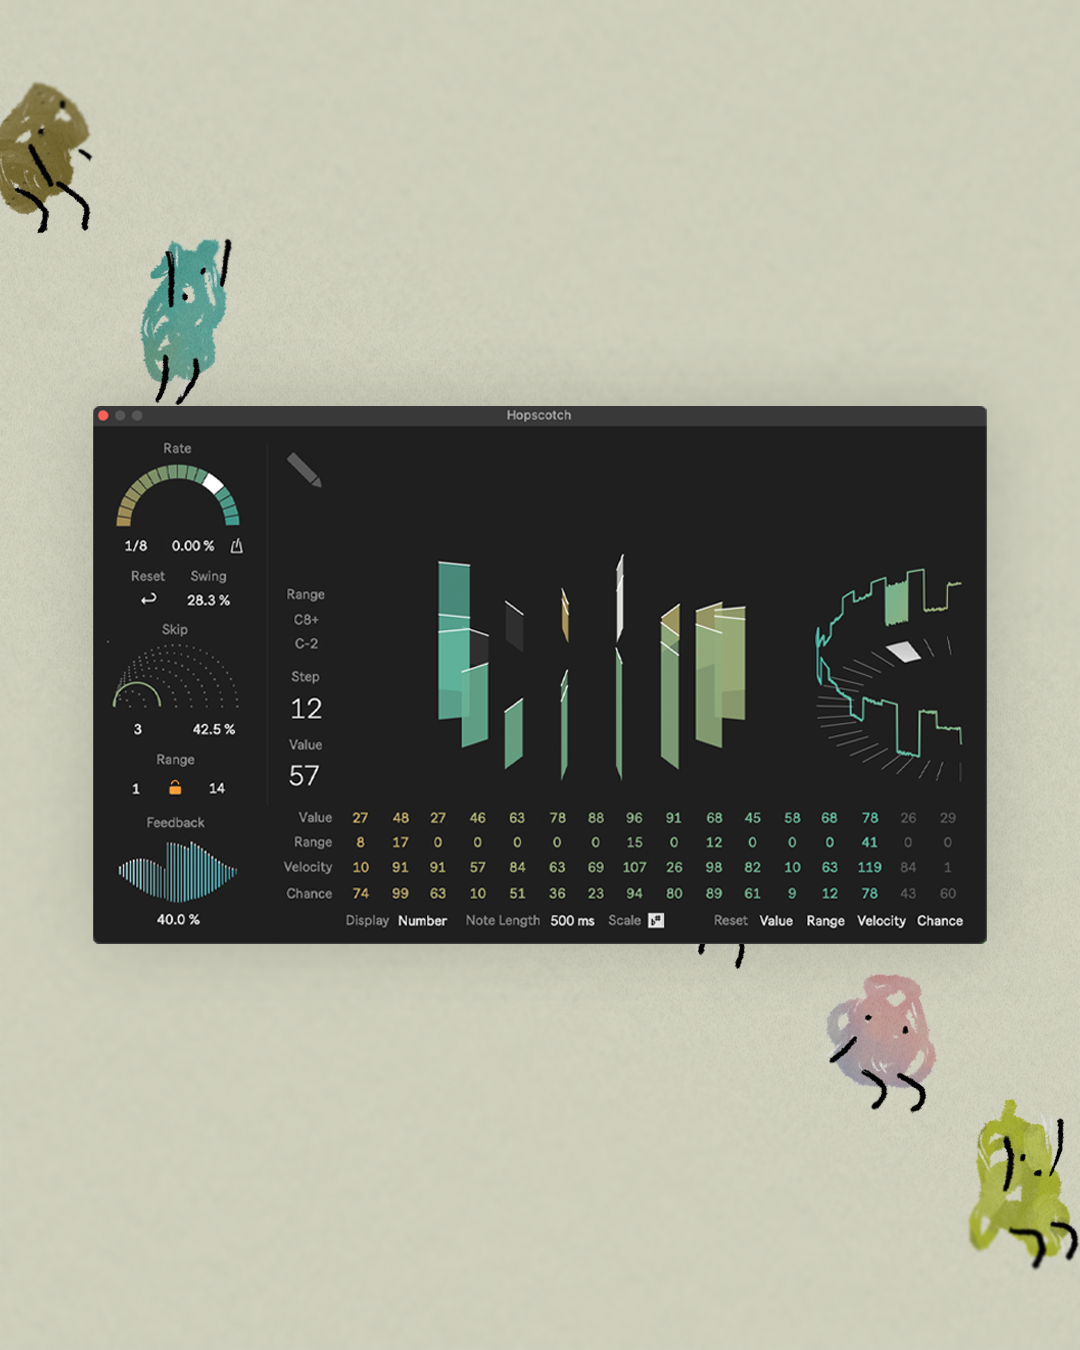 Hopscotch
Rate
1/8 0.00 %
Reset Swing
28.3 %
Skip
3 42.5 %
Range
1 14
Feedback
40.0 %
Range
C8+
C-2
Step
12
Value
57
Value 27 48 27 46 63 78 88 96 91 68 45 58 68 78 26 29
Range 8 17 0 0 0 0 0 15 0 12 0 0 0 41 0 0
Velocity 10 91 91 57 84 63 69 107 26 98 82 10 63 119 84 1
Chance 74 99 63 10 51 36 23 94 80 89 61 9 12 78 43 60
Display Number Note Length 500 ms Scale Reset Value Range Velocity Chance